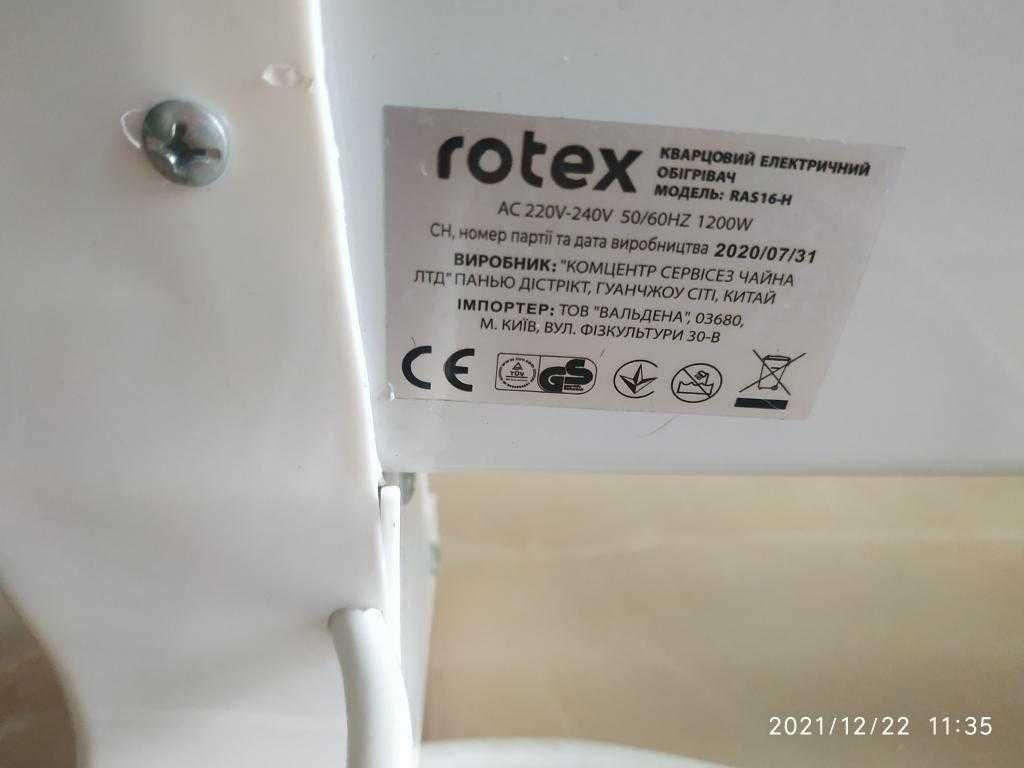 rotex
КВАРЦОВИЙ ЕЛЕКТРИЧНИЙ
ОБІГРІВАЧ
МОДЕЛЬ: RAS16-H
AC 220V-240V 50/60HZ 1200W
СН, номер партії та дата виробництва 2020/07/31
ВИРОБНИК: "КОМЦЕНТР СЕРВІСЕЗ ЧАЙНА
ЛТД" ПАНЬЮ ДІСТРІКТ, ГУАНЧЖОУ СІТІ, КИТАЙ
ІМПОРТЕР: ТОВ "ВАЛЬДЕНА", 03680,
М. КИЇВ, ВУЛ. ФІЗКУЛЬТУРИ 30-В
CE TÜV GS
2021/12/22 11:35